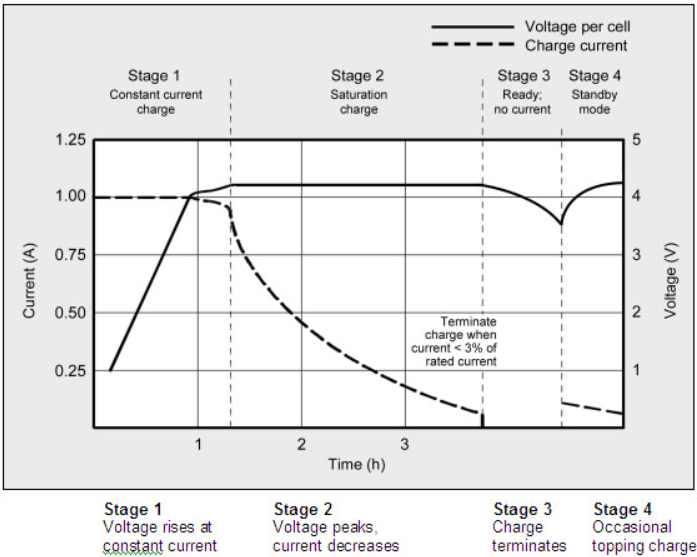 Voltage per cell
Charge current
Stage 1
Constant current
charge
Stage 2
Saturation
charge
Stage 3
Ready;
no current
Stage 4
Standby
mode
1.25
1.00
0.75
0.50
0.25
Current (A)
5
4
3
2
1
Voltage (V)
Terminate
charge when
current < 3% of
rated current
1
2
3
Time (h)
Stage 1
Voltage rises at
constant current
Stage 2
Voltage peaks,
current decreases
Stage 3
Charge
terminates
Stage 4
Occasional
topping charge